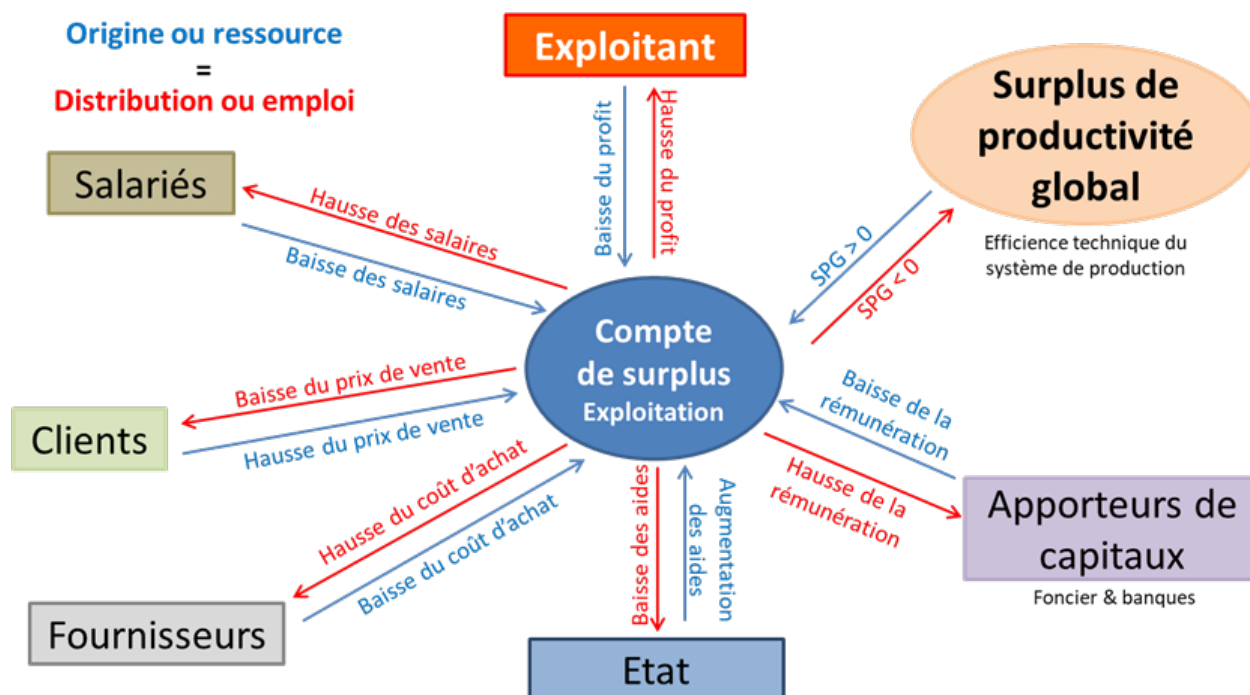 Origine ou ressource
=
Distribution ou emploi
Exploitant
Surplus de
productivité
global
Efficience technique du
système de production
Salariés
Hausse des salaires
Baisse des salaires
Baisse du profit
Hausse du profit
SPG > 0
SPG < 0
Compte
de surplus
Exploitation
Clients
Baisse du prix de vente
Hausse du prix de vente
Baisse de la
rémunération
Hausse de la
rémunération
Apporteurs de
capitaux
Foncier & banques
Fournisseurs
Hausse du coût d’achat
Baisse du coût d’achat
Baisse des aides
Augmentation
des aides
Etat